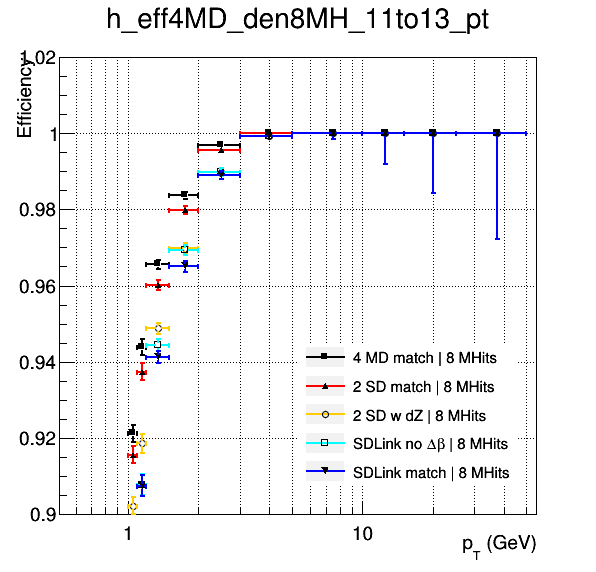 h_eff4MD_den8MH_11to13_pt
Efficiency
1.02
1
0.98
0.96
0.94
0.92
0.9
4 MD match | 8 MHits
2 SD match | 8 MHits
2 SD w dZ | 8 MHits
SDLink no Δβ | 8 MHits
SDLink match | 8 MHits
1
10
p_T (GeV)